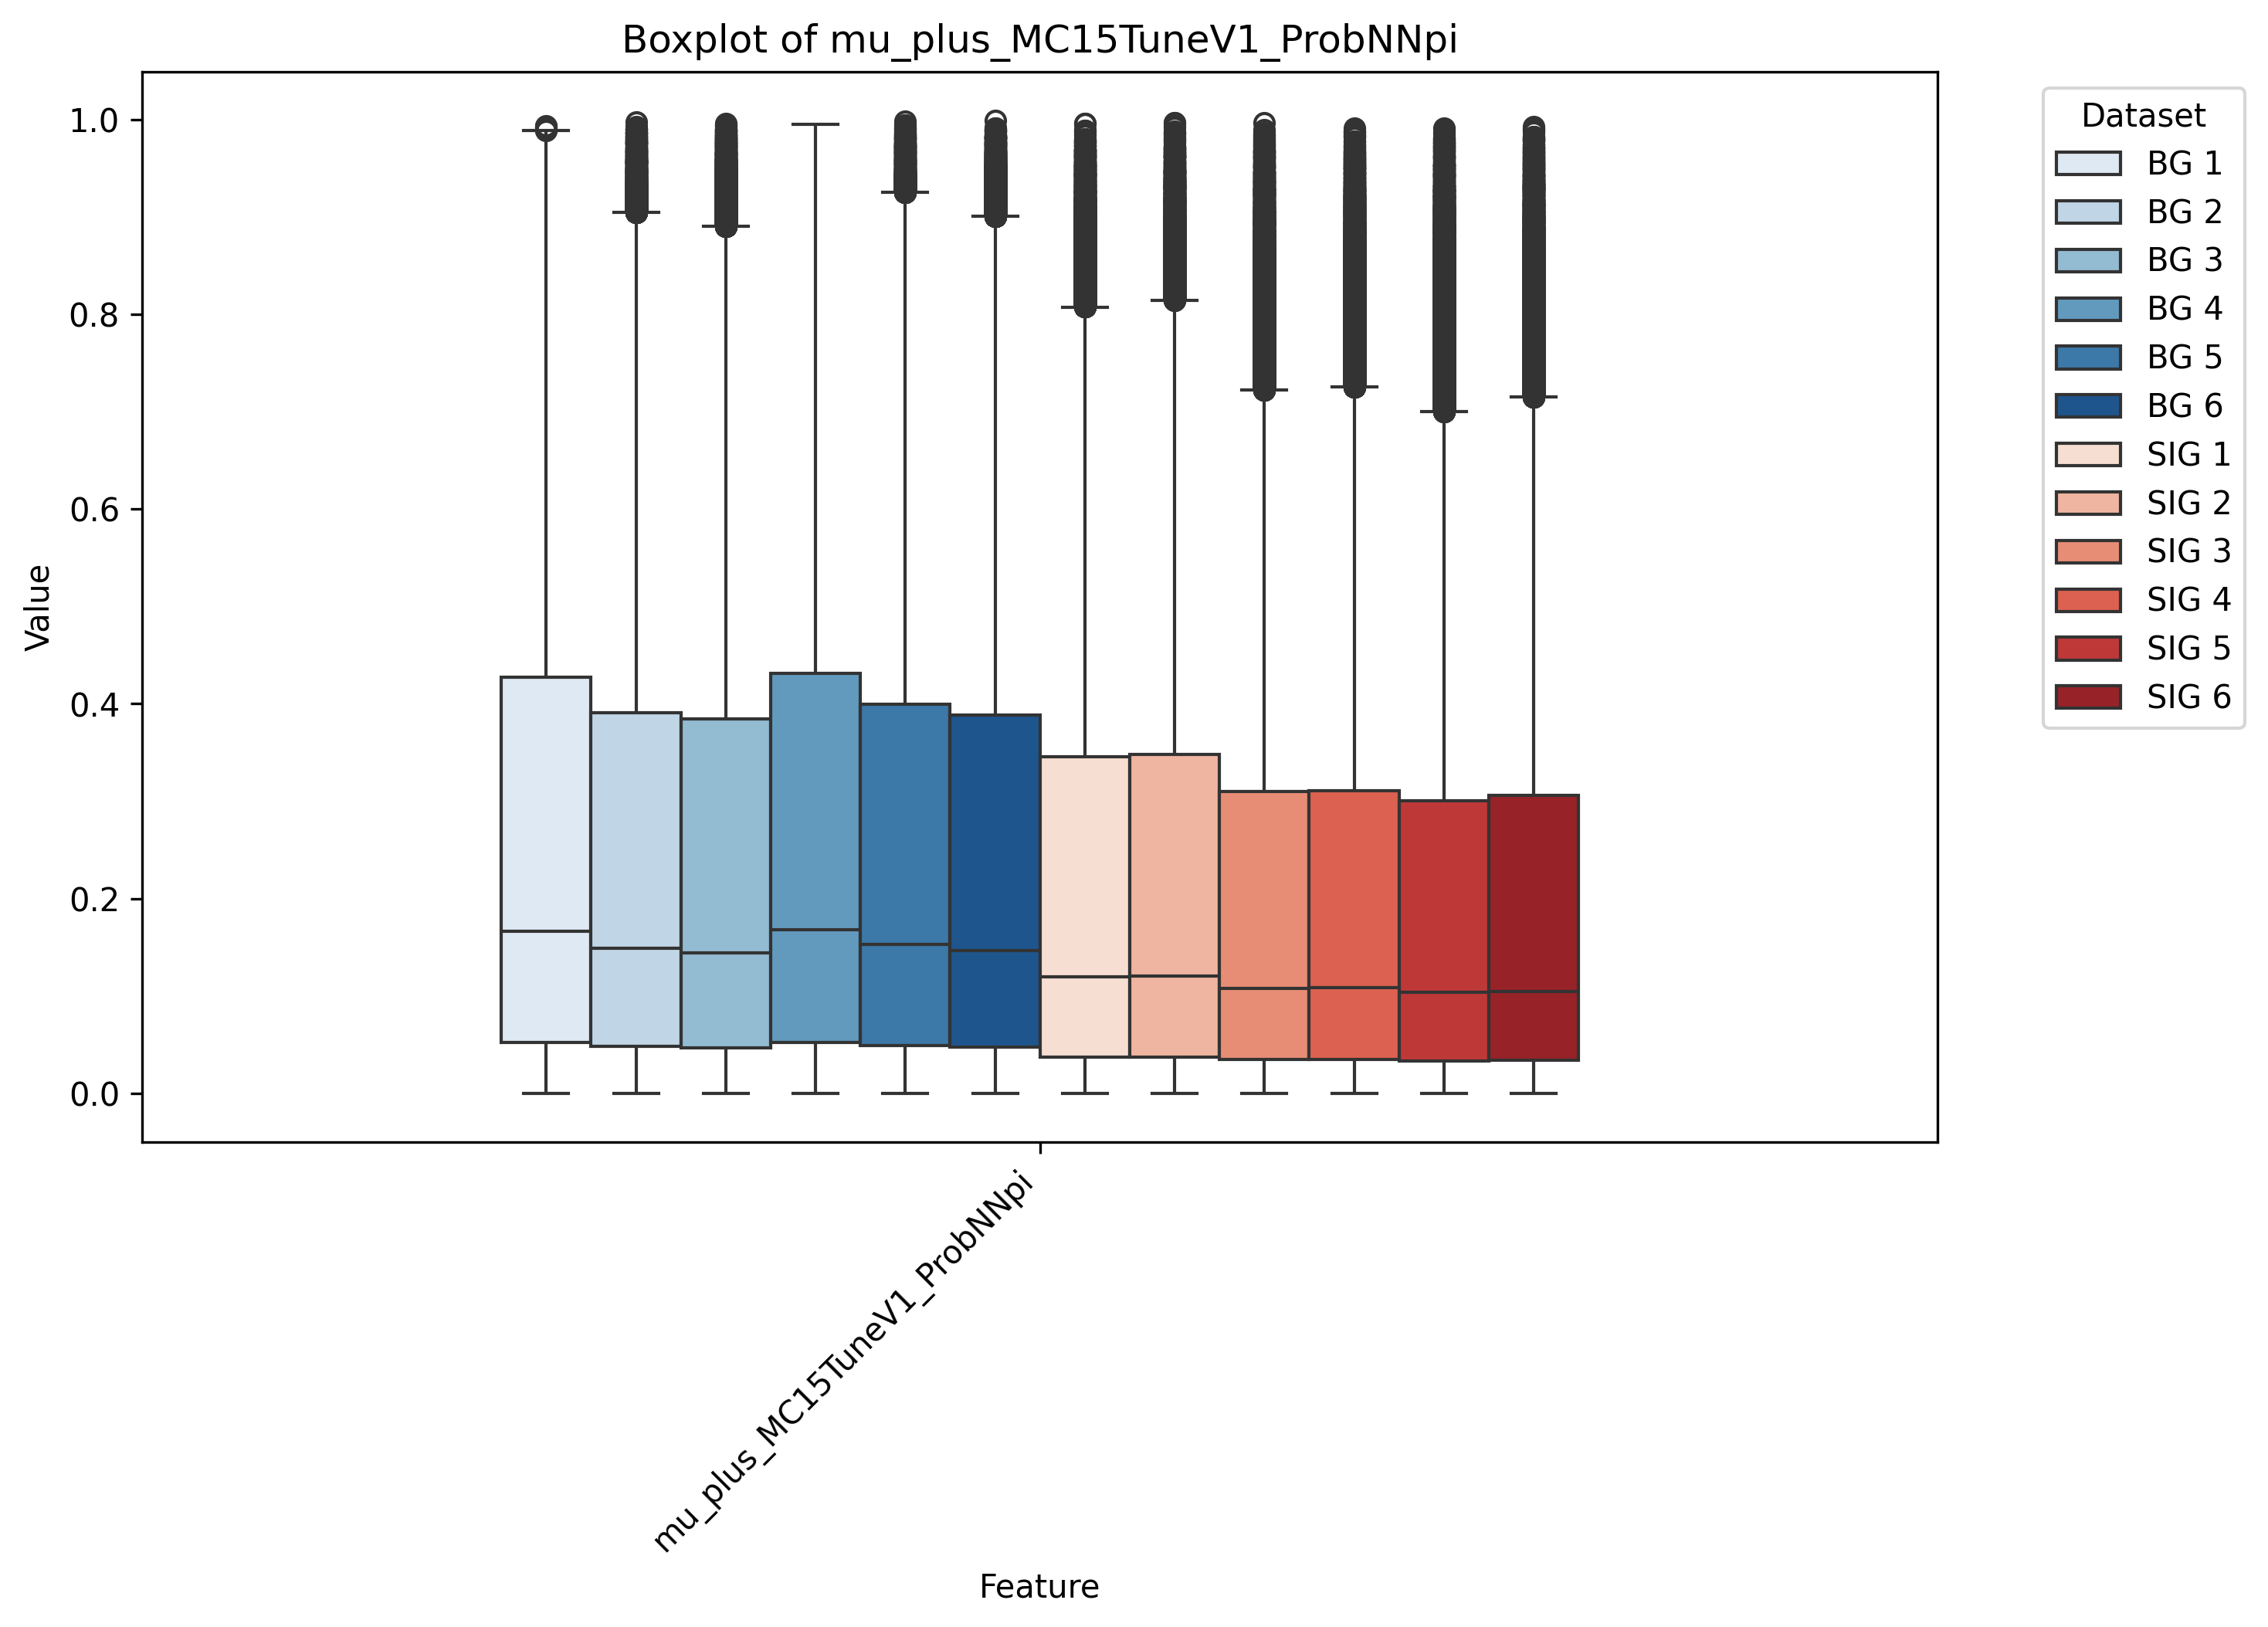 Boxplot of mu_plus_MC15TuneV1_ProbNNpi
1.0
0.8
0.6
0.4
0.2
0.0
Value
mu_plus_MC15TuneV1_ProbNNpi
Feature
Dataset
BG 1
BG 2
BG 3
BG 4
BG 5
BG 6
SIG 1
SIG 2
SIG 3
SIG 4
SIG 5
SIG 6